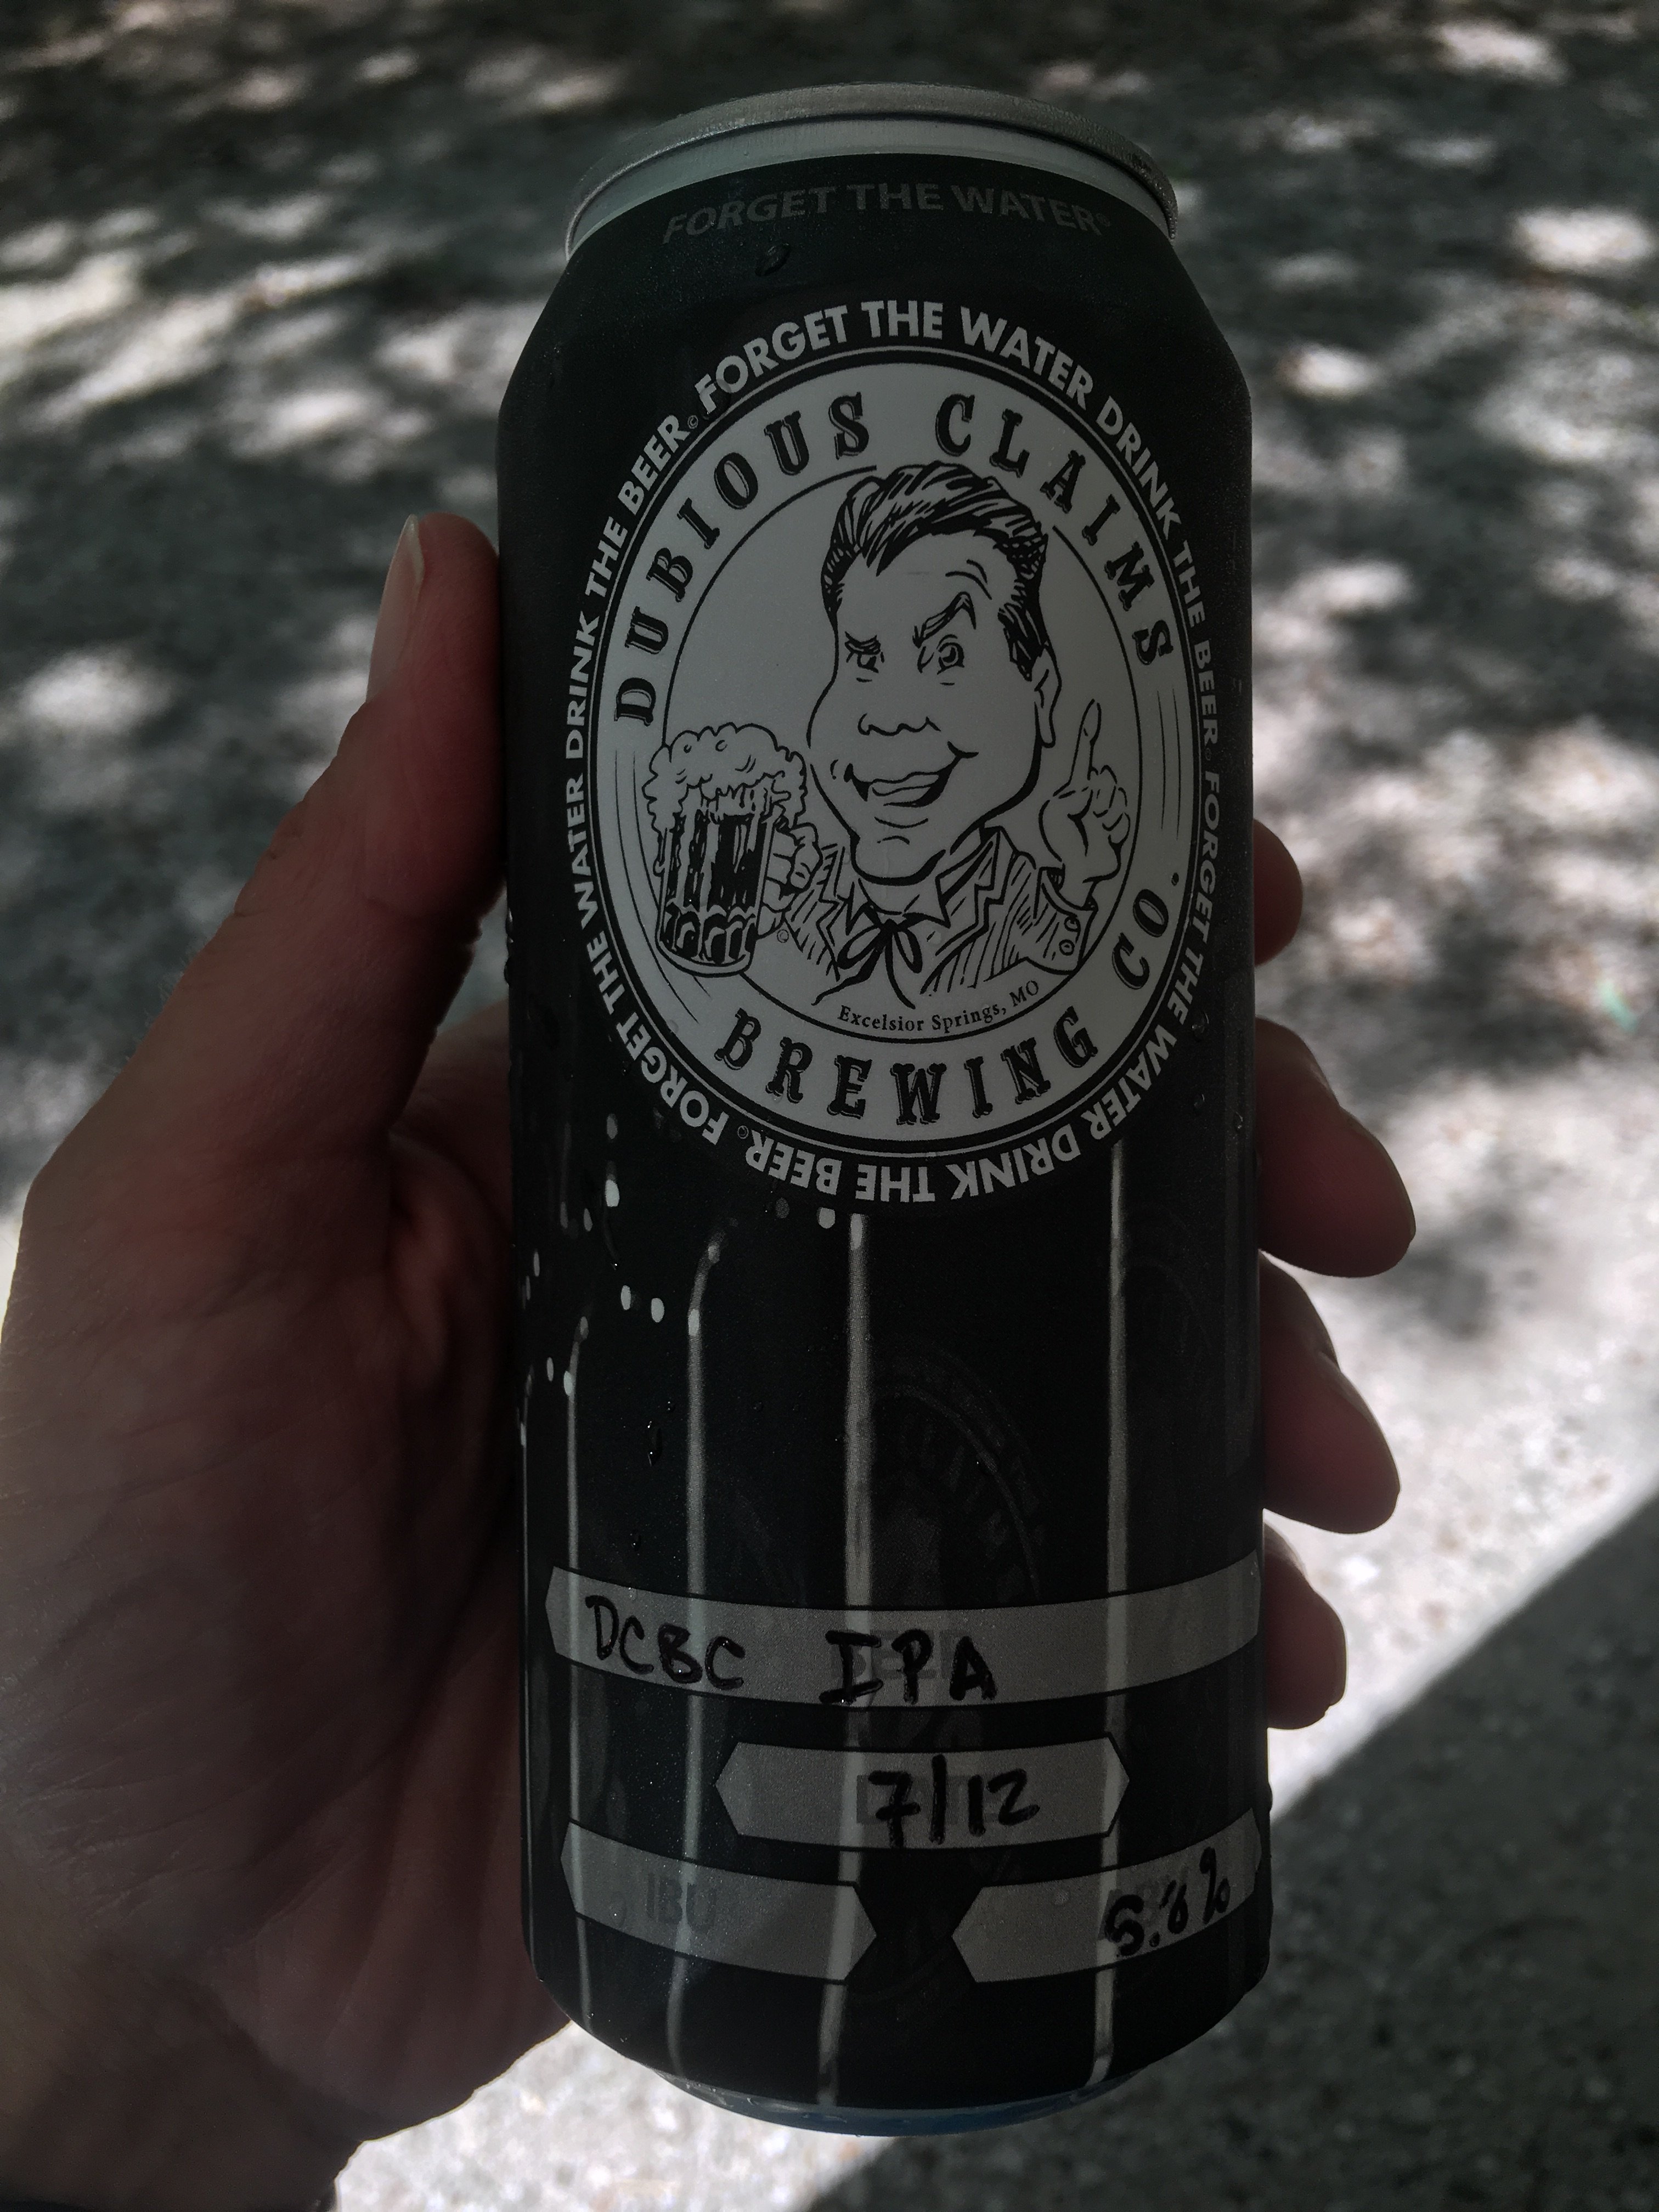 FORGET THE WATER®
FORGET THE WATER DRINK THE BEER.© FORGET THE WATER DRINK THE BEER.© FORGET THE WATER DRINK THE BEER.©
DUBIOUS CLAIMS
Excelsior Springs, MO
BREWING CO.
DCBC IPA
7/12
IBU
5.8%